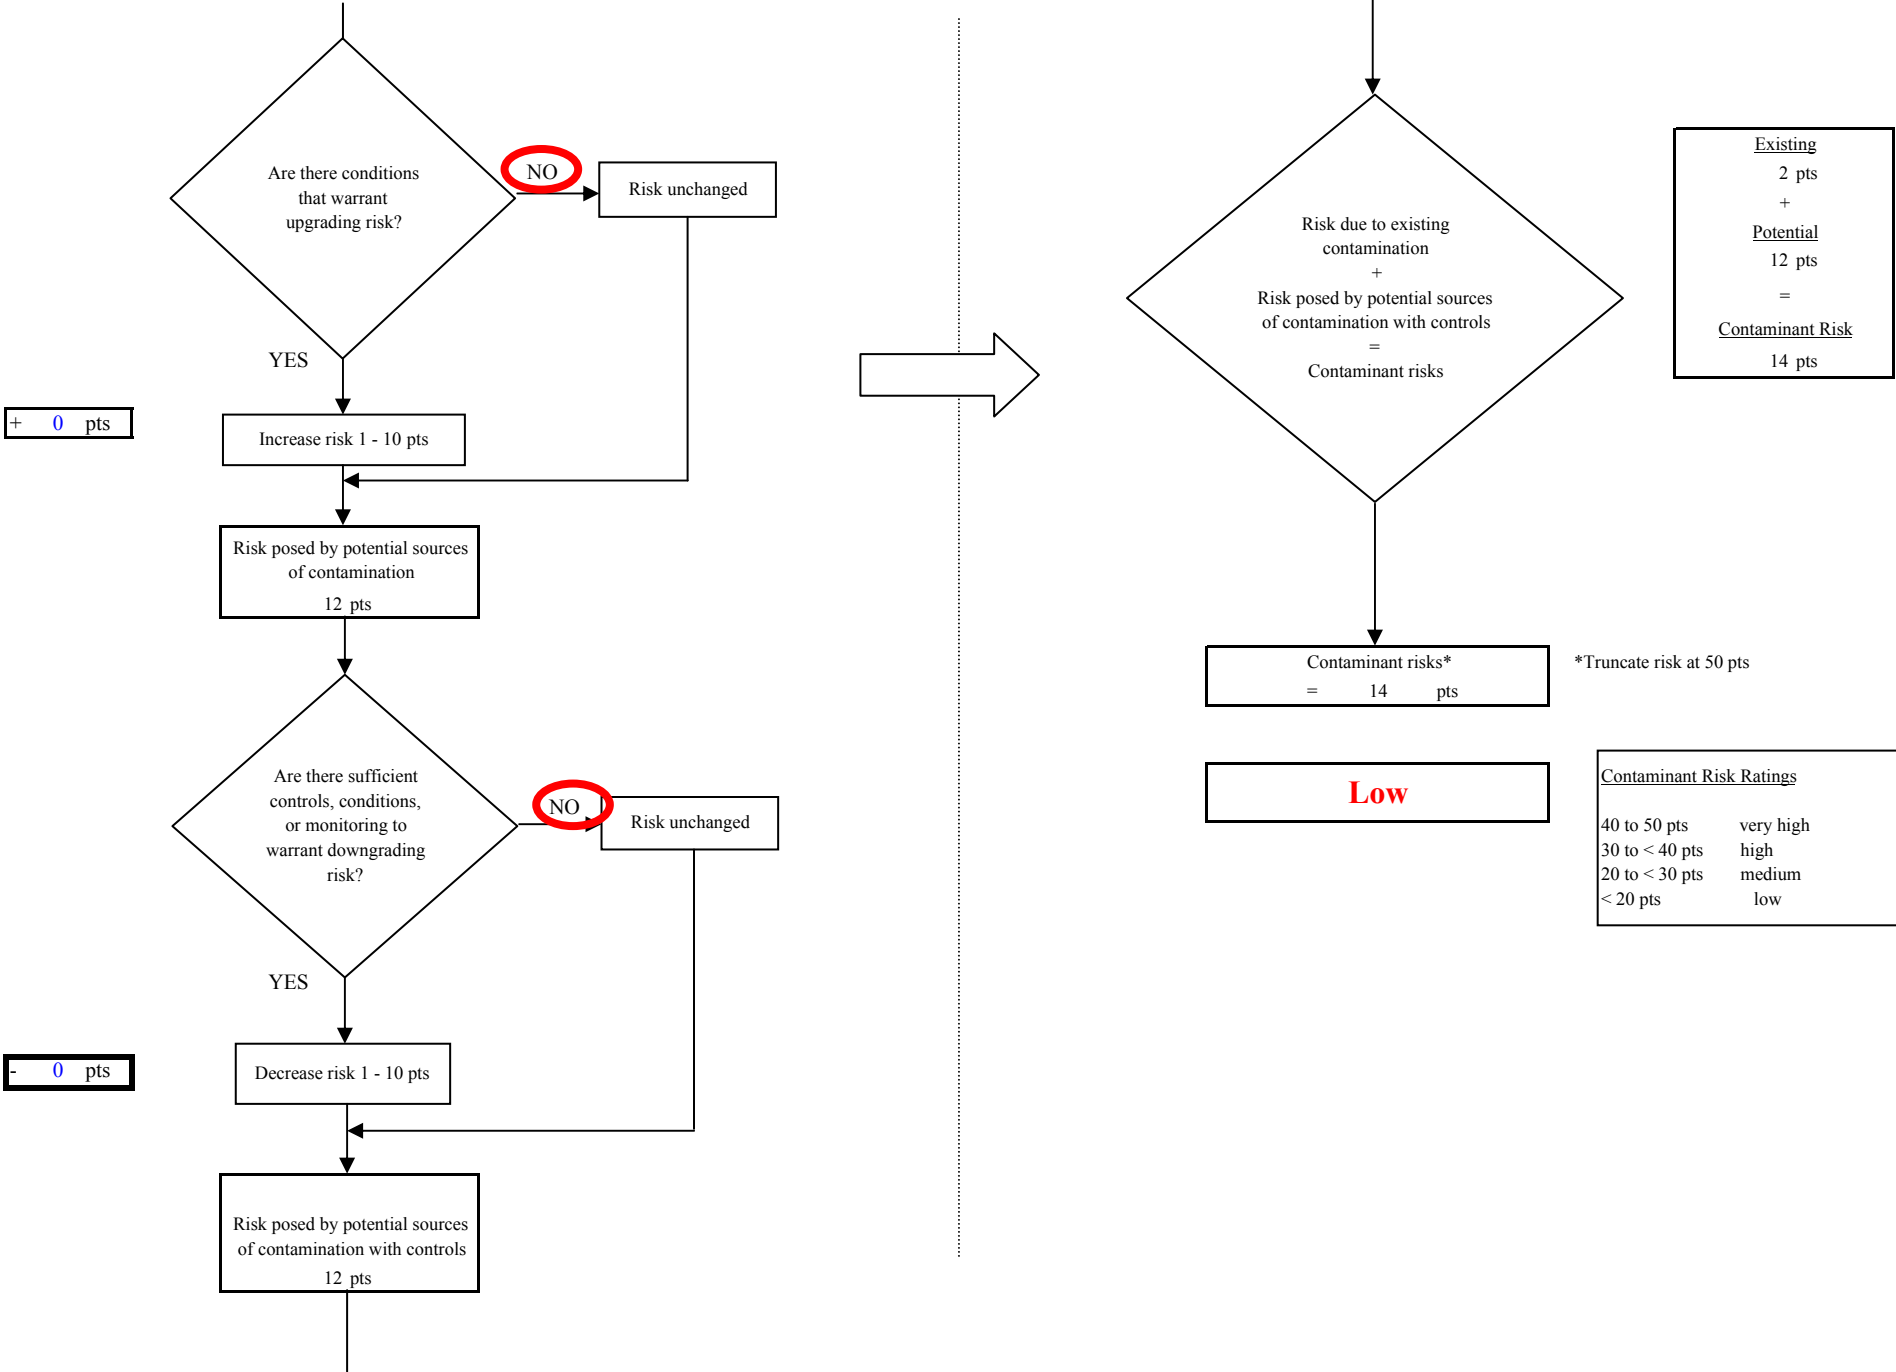 Are there conditions
that warrant
upgrading risk?
NO
Risk unchanged
YES
+ 0 pts
Increase risk 1 - 10 pts
Risk posed by potential sources
of contamination
12 pts
Are there sufficient
controls, conditions,
or monitoring to
warrant downgrading
risk?
NO
Risk unchanged
YES
- 0 pts
Decrease risk 1 - 10 pts
Risk posed by potential sources
of contamination with controls
12 pts
Risk due to existing
contamination
+
Risk posed by potential sources
of contamination with controls
=
Contaminant risks
Existing
2 pts
+
Potential
12 pts
=
Contaminant Risk
14 pts
Contaminant risks*
= 14 pts
*Truncate risk at 50 pts
Low
Contaminant Risk Ratings
40 to 50 pts very high
30 to < 40 pts high
20 to < 30 pts medium
< 20 pts low